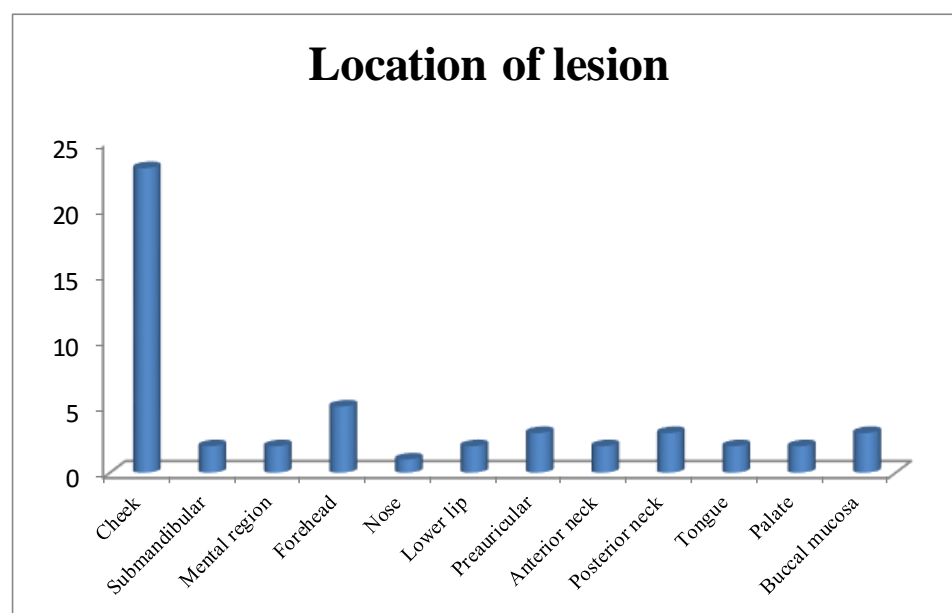 Location of lesion
25
20
15
10
5
0
Cheek
Submandibular
Mental region
Forehead
Nose
Lower lip
Preauricular
Anterior neck
Posterior neck
Tongue
Palate
Buccal mucosa